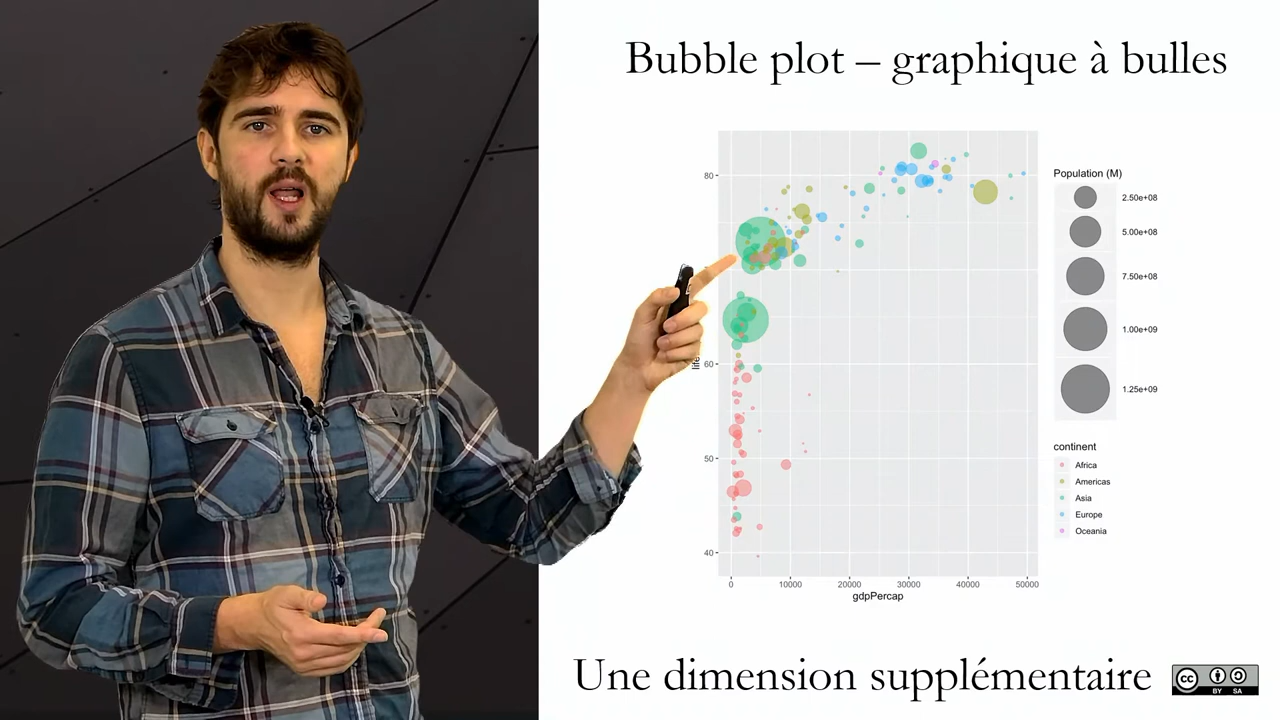 Bubble plot – graphique à bulles
Population (M)
2.50e+08
5.00e+08
7.50e+08
1.00e+09
1.25e+09
continent
Africa
Americas
Asia
Europe
Oceania
80
60
50
40
0 10000 20000 30000 40000 50000
gdpPercap
Une dimension supplémentaire
cc BY SA